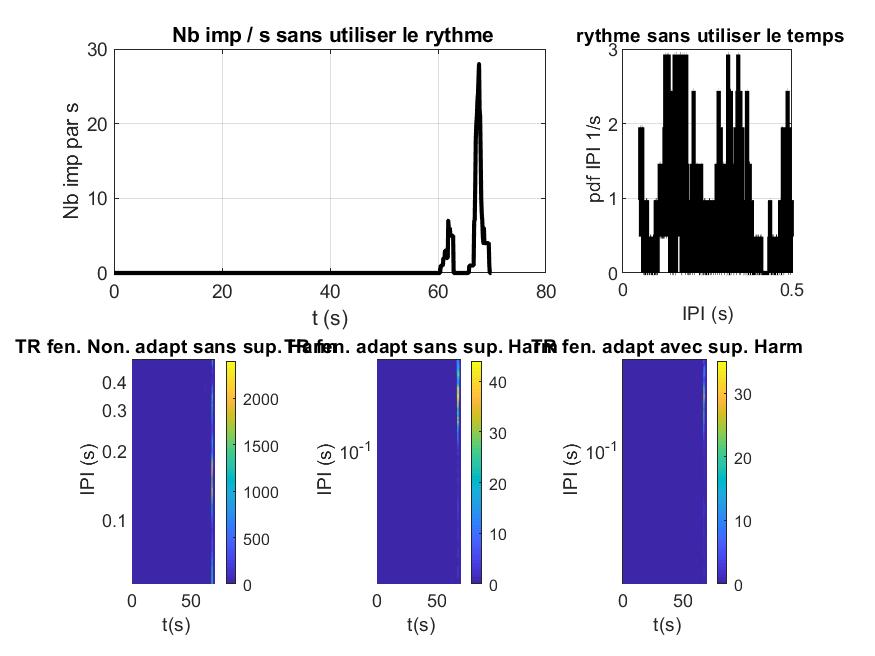 Nb imp / s sans utiliser le rythme
30
20
10
0
Nb imp par s
0 20 40 60 80
t (s)
rythme sans utiliser le temps
3
2
1
0
pdf IPI 1/s
0 0.5
IPI (s)
TR fen. Non. adapt sans sup. Harm
0.4
0.3
0.2
0.1
IPI (s)
0 50
t(s)
2000
1500
1000
500
0
TR fen. adapt sans sup. Harm
10^-1
IPI (s)
0 50
t(s)
40
30
20
10
0
TR fen. adapt avec sup. Harm
10^-1
IPI (s)
0 50
t(s)
30
20
10
0